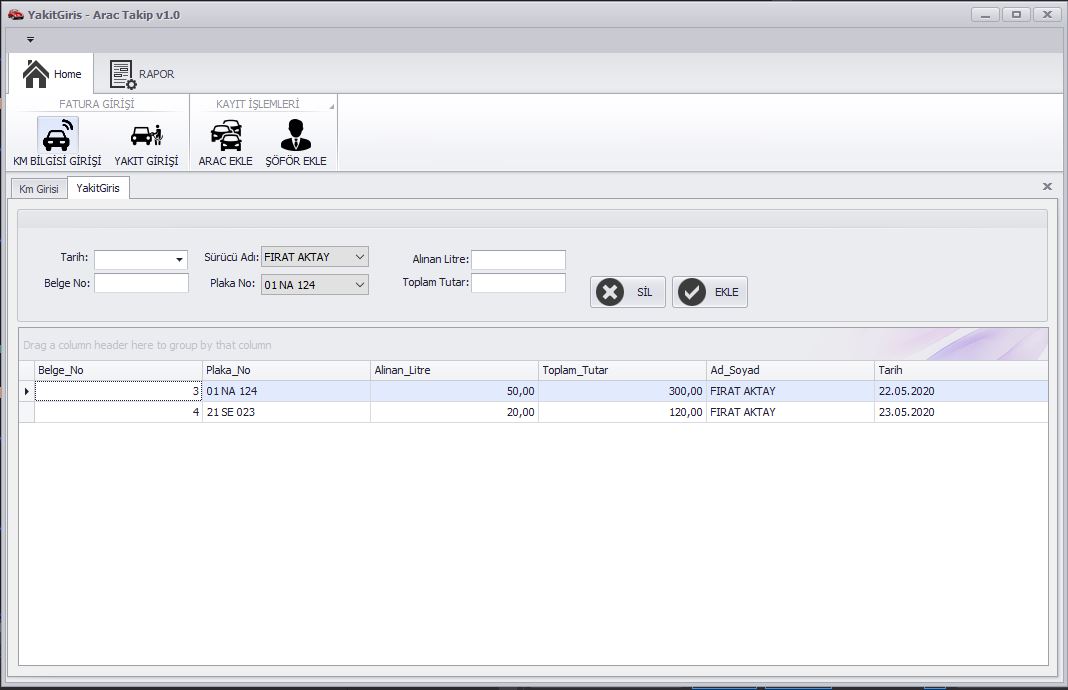 YakitGiris - Arac Takip v1.0
Home RAPOR
FATURA GİRİŞİ KAYIT İŞLEMLERİ
KM BİLGİSİ GİRİŞİ YAKIT GİRİŞİ ARAC EKLE ŞÖFÖR EKLE
Km Girisi YakitGiris
Tarih: Sürücü Adı: FIRAT AKTAY Alınan Litre:
Belge No: Plaka No: 01 NA 124 Toplam Tutar: SİL EKLE
Drag a column header here to group by that column
Belge_No Plaka_No Alinan_Litre Toplam_Tutar Ad_Soyad Tarih
3 01 NA 124 50,00 300,00 FIRAT AKTAY 22.05.2020
4 21 SE 023 20,00 120,00 FIRAT AKTAY 23.05.2020